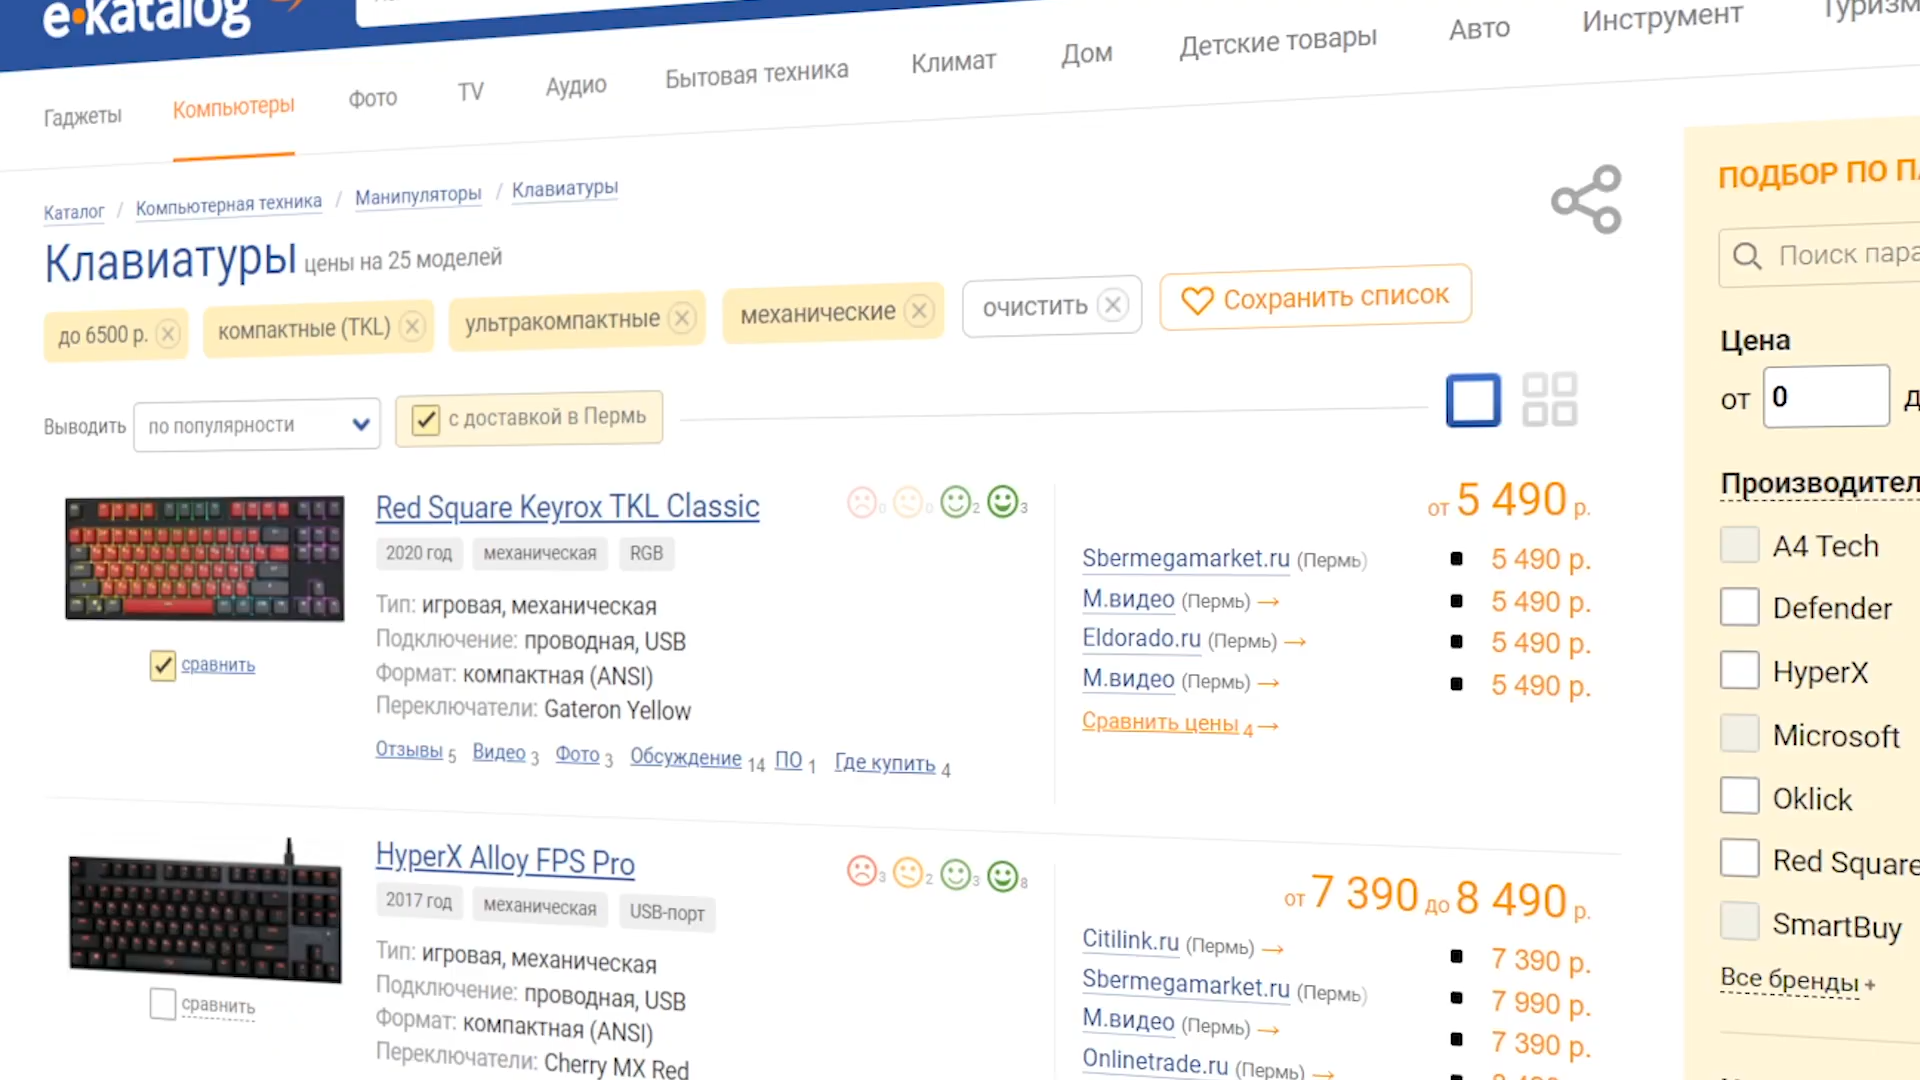 e·katalog
Гаджеты
Компьютеры
Фото
TV
Аудио
Бытовая техника
Климат
Дом
Детские товары
Авто
Инструмент
Каталог / Компьютерная техника / Манипуляторы / Клавиатуры
Клавиатуры цены на 25 моделей
до 6500 р.
компактные (TKL)
ультракомпактные
механические
очистить
Сохранить список
Выводить
по популярности
с доставкой в Пермь
Red Square Keyrox TKL Classic
0 0 2 3
2020 год
механическая
RGB
Тип: игровая, механическая
Подключение: проводная, USB
Формат: компактная (ANSI)
Переключатели: Gateron Yellow
Отзывы 5 Видео 3 Фото 3 Обсуждение 14 ПО 1 Где купить 4
сравнить
от 5 490 р.
Sbermegamarket.ru (Пермь) 5 490 р.
М.видео (Пермь) → 5 490 р.
Eldorado.ru (Пермь) → 5 490 р.
М.видео (Пермь) → 5 490 р.
Сравнить цены 4 →
HyperX Alloy FPS Pro
3 2 3 8
2017 год
механическая
USB-порт
Тип: игровая, механическая
Подключение: проводная, USB
Формат: компактная (ANSI)
Переключатели: Cherry MX Red
сравнить
от 7 390 до 8 490 р.
Citilink.ru (Пермь) → 7 390 р.
Sbermegamarket.ru (Пермь) 7 990 р.
М.видео (Пермь) → 7 390 р.
Onlinetrade.ru (Пермь) →
ПОДБОР ПО
Поиск
Цена
от 0
Производител
A4 Tech
Defender
HyperX
Microsoft
Oklick
Red Square
SmartBuy
Все бренды +